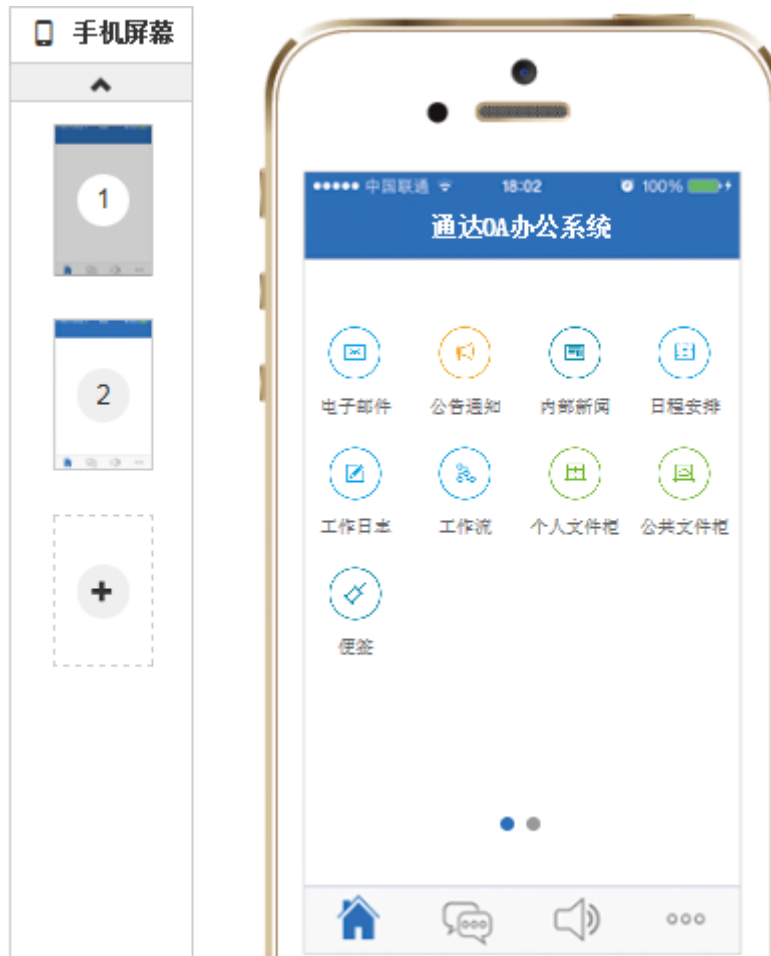 手机屏幕
1
2
中国联通 18:02 100%
通达OA办公系统
电子邮件 公告通知 内部新闻 日程安排
工作日志 工作流 个人文件柜 公共文件柜
便签